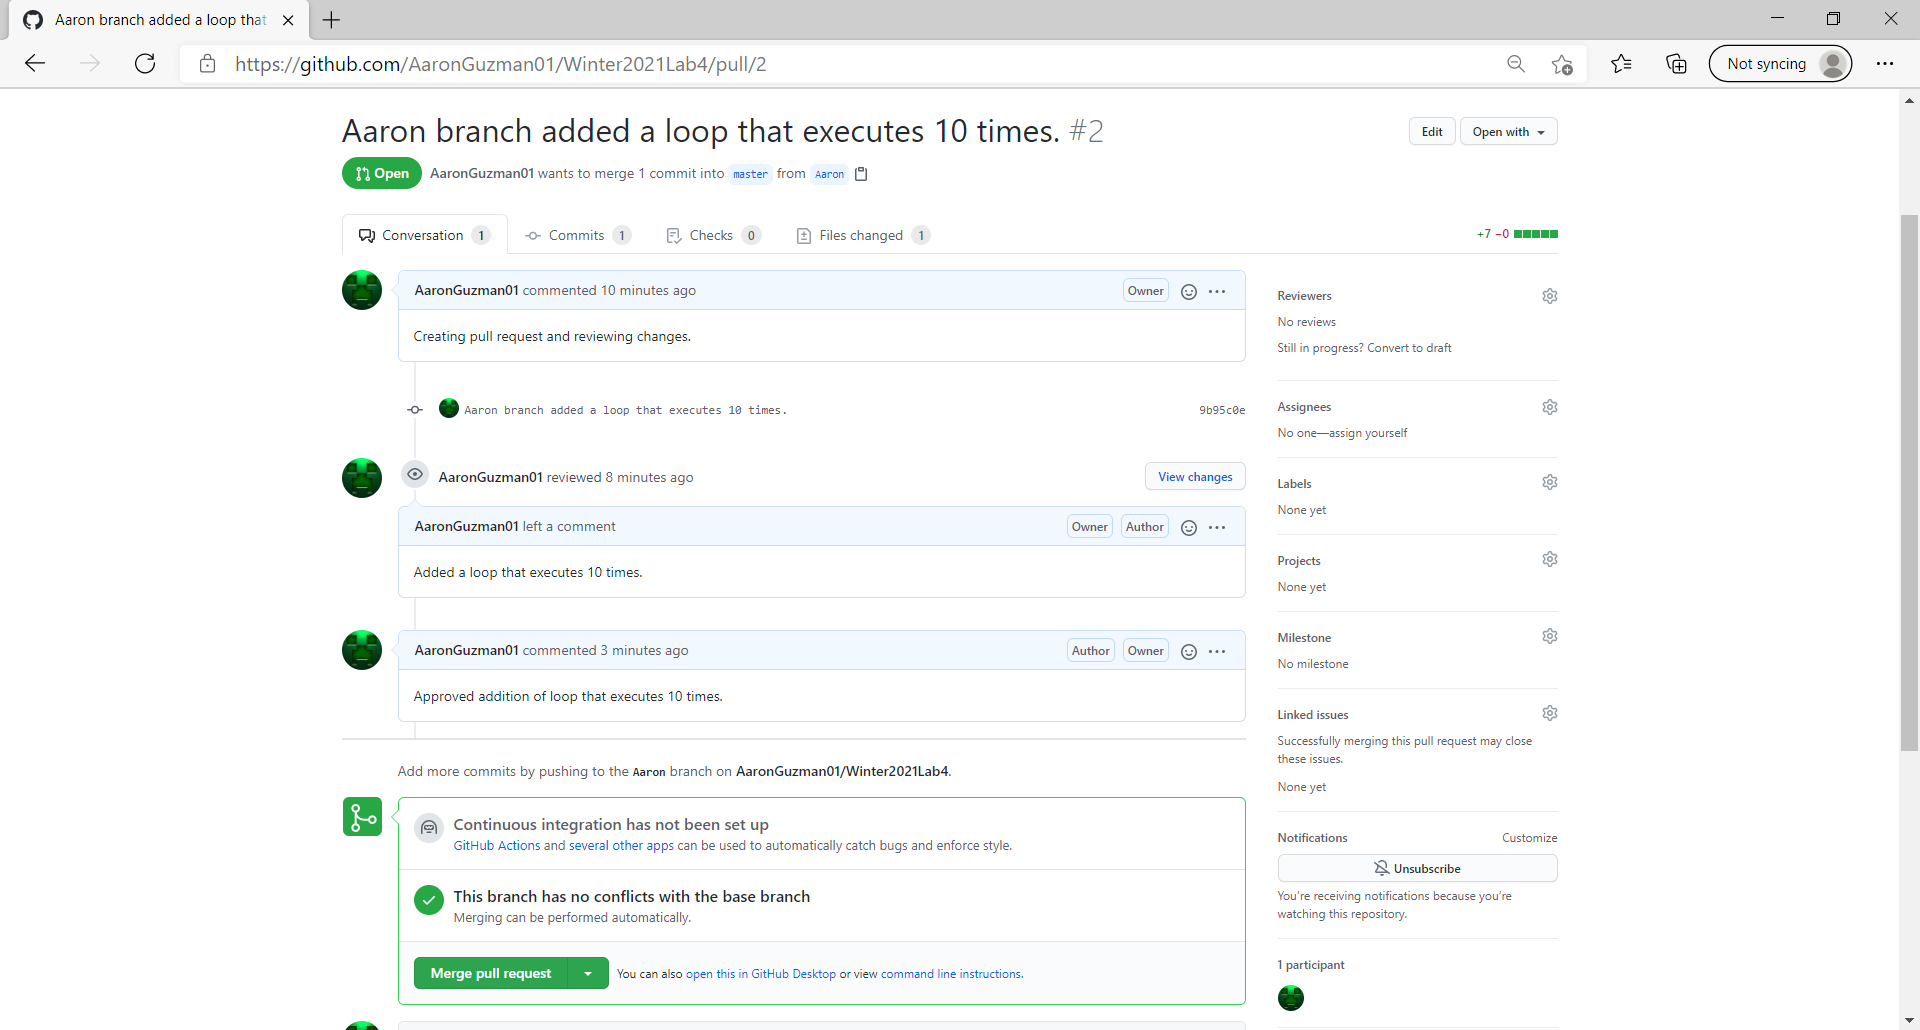 Aaron branch added a loop that
https://github.com/AaronGuzman01/Winter2021Lab4/pull/2
Not syncing
Aaron branch added a loop that executes 10 times. #2
Edit
Open with
Open
AaronGuzman01 wants to merge 1 commit into master from Aaron
Conversation 1
Commits 1
Checks 0
Files changed 1
+7 −0
AaronGuzman01 commented 10 minutes ago
Owner
Creating pull request and reviewing changes.
Aaron branch added a loop that executes 10 times.
9b95c0e
AaronGuzman01 reviewed 8 minutes ago
View changes
AaronGuzman01 left a comment
Owner
Author
Added a loop that executes 10 times.
AaronGuzman01 commented 3 minutes ago
Author
Owner
Approved addition of loop that executes 10 times.
Add more commits by pushing to the Aaron branch on AaronGuzman01/Winter2021Lab4.
Continuous integration has not been set up
GitHub Actions and several other apps can be used to automatically catch bugs and enforce style.
This branch has no conflicts with the base branch
Merging can be performed automatically.
Merge pull request
You can also open this in GitHub Desktop or view command line instructions.
Reviewers
No reviews
Still in progress? Convert to draft
Assignees
No one—assign yourself
Labels
None yet
Projects
None yet
Milestone
No milestone
Linked issues
Successfully merging this pull request may close
these issues.
None yet
Notifications
Customize
Unsubscribe
You're receiving notifications because you're
watching this repository.
1 participant